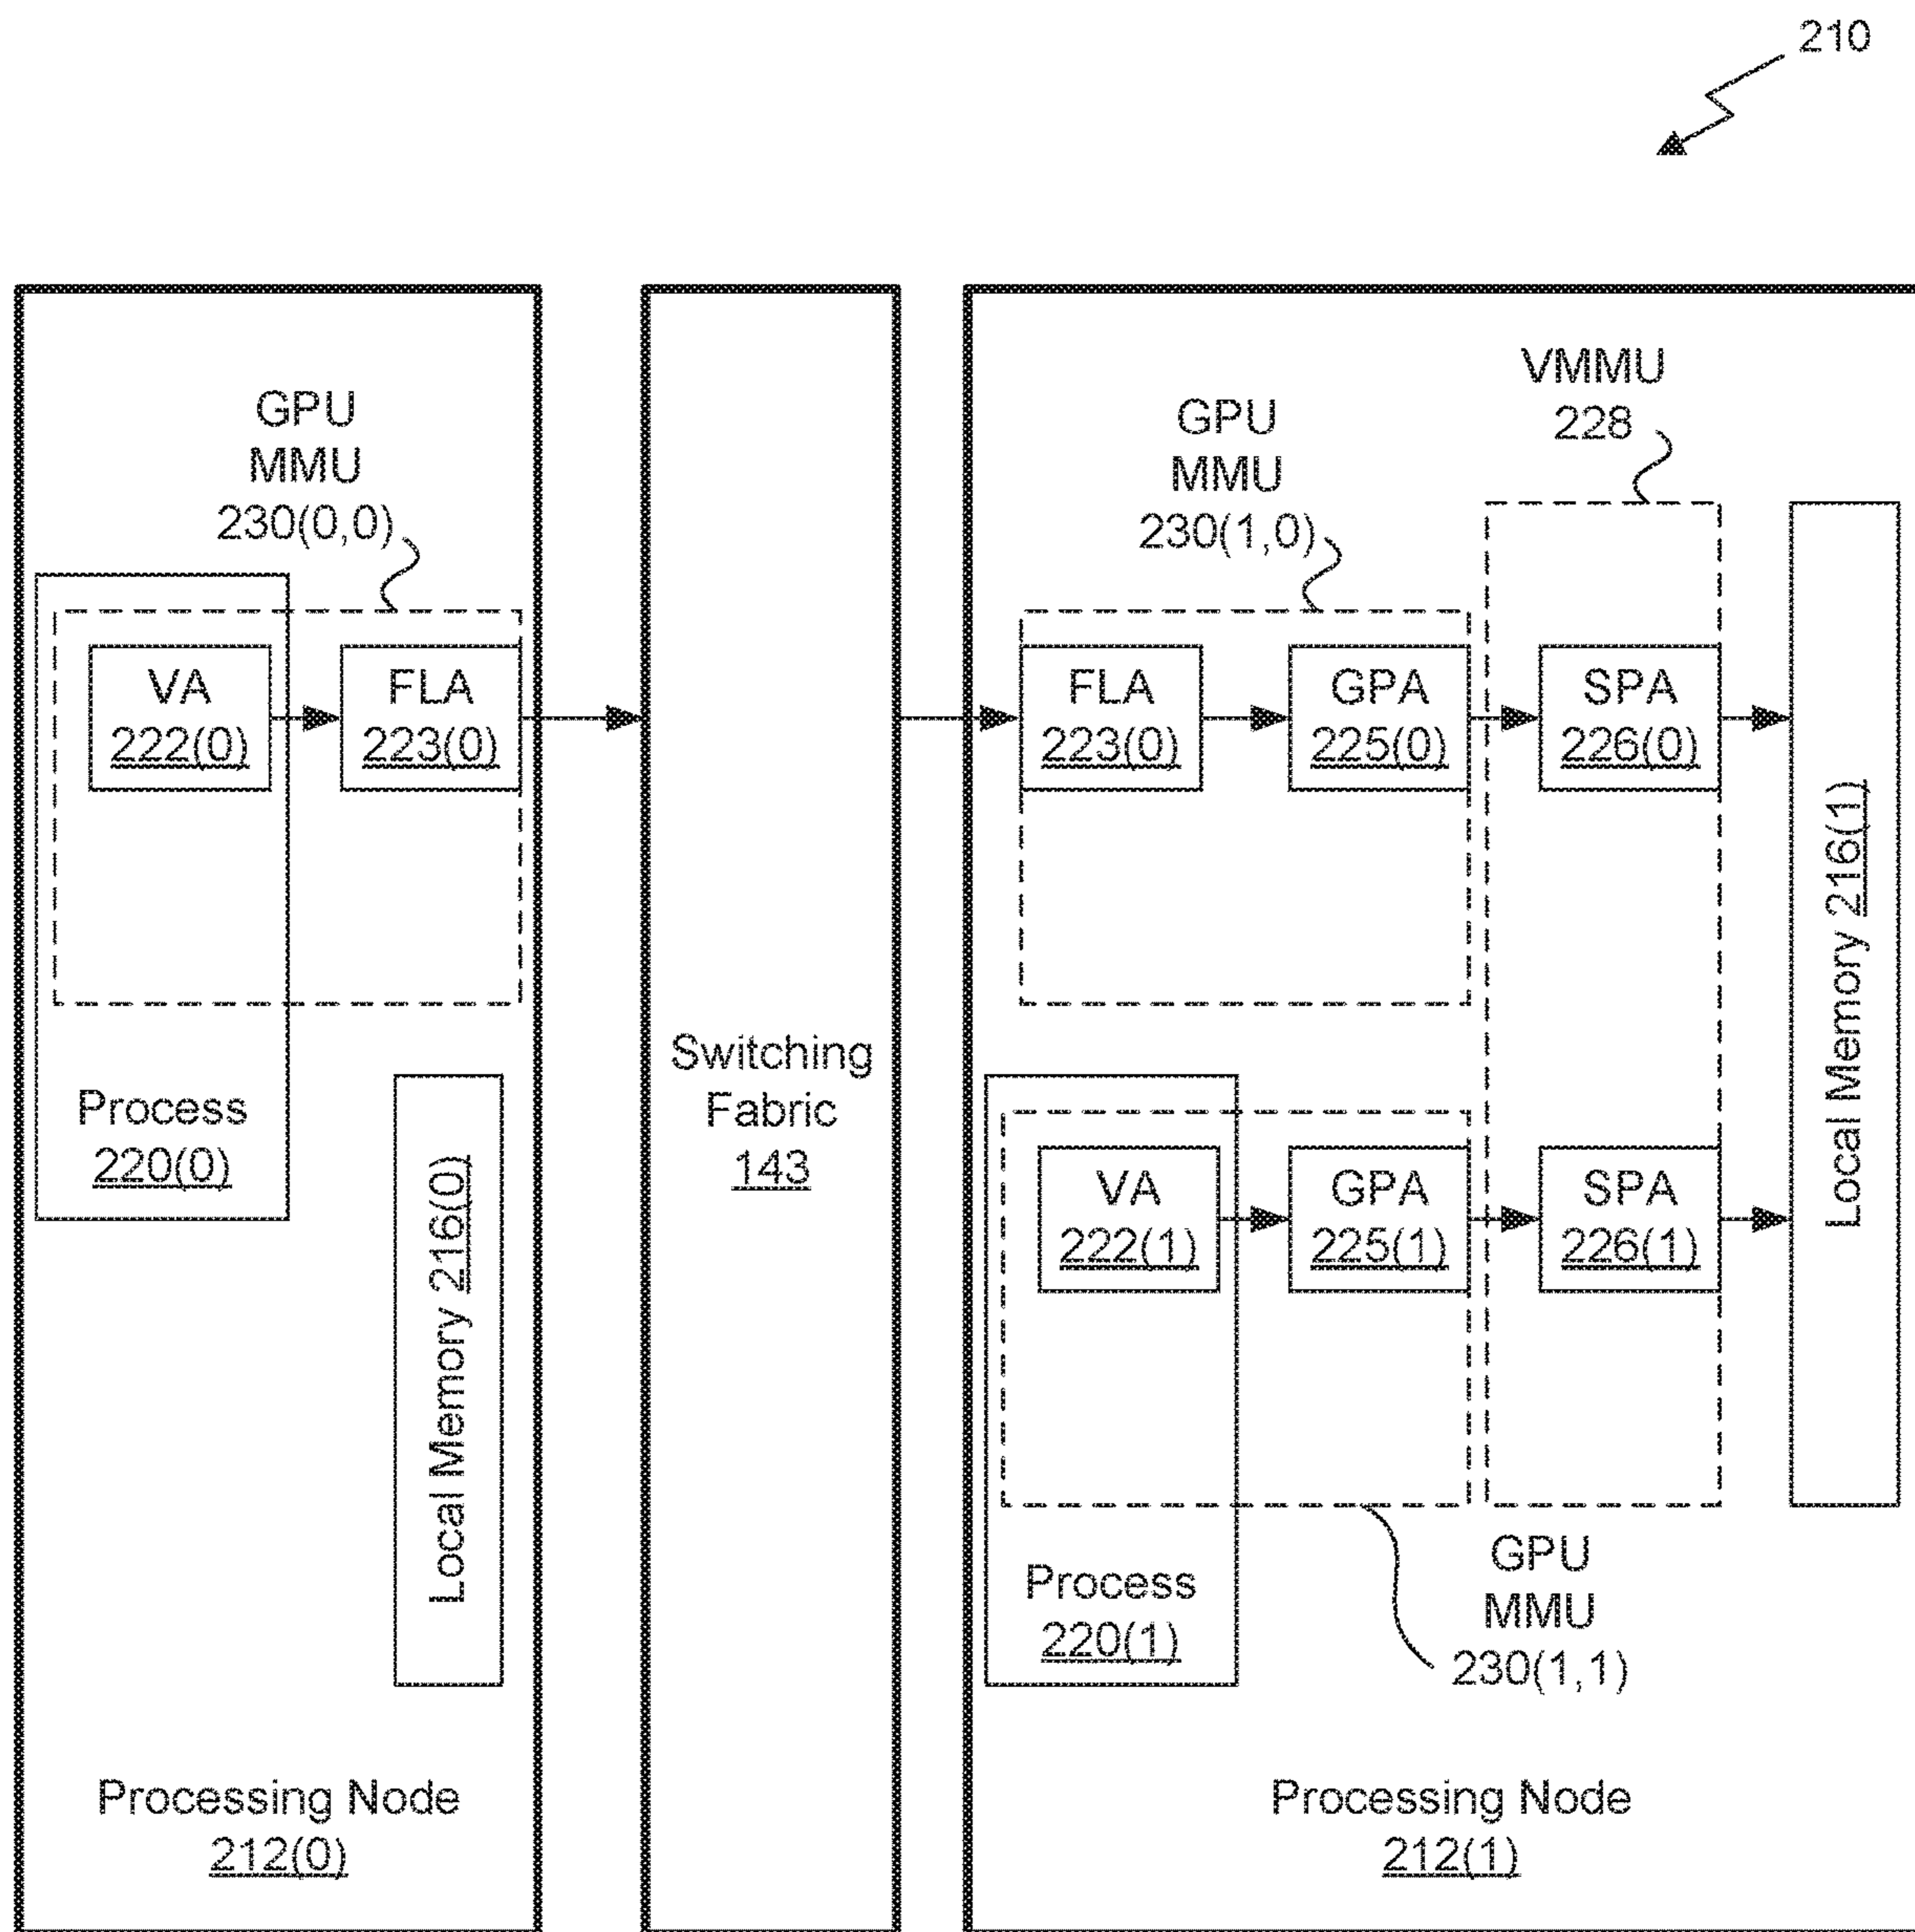 210
GPU
MMU
230(0,0)
VA
222(0)
FLA
223(0)
Process
220(0)
Local Memory 216(0)
Processing Node
212(0)
Switching
Fabric
143
GPU
MMU
230(1,0)
VMMU
228
FLA
223(0)
GPA
225(0)
SPA
226(0)
Local Memory 216(1)
VA
222(1)
GPA
225(1)
SPA
226(1)
Process
220(1)
GPU
MMU
230(1,1)
Processing Node
212(1)